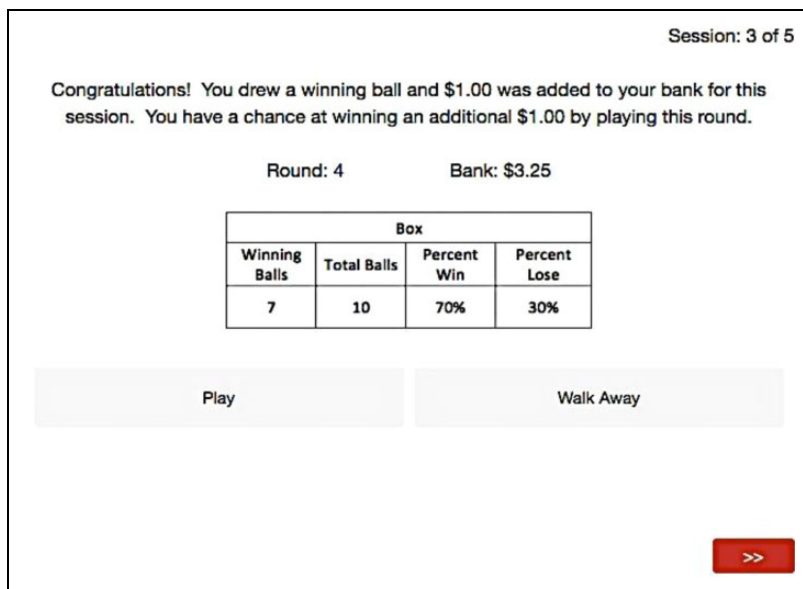 Session: 3 of 5
Congratulations! You drew a winning ball and $1.00 was added to your bank for this
session. You have a chance at winning an additional $1.00 by playing this round.
Round: 4 Bank: $3.25
Box
Winning Balls Total Balls Percent Win Percent Lose
7 10 70% 30%
Play Walk Away
>>